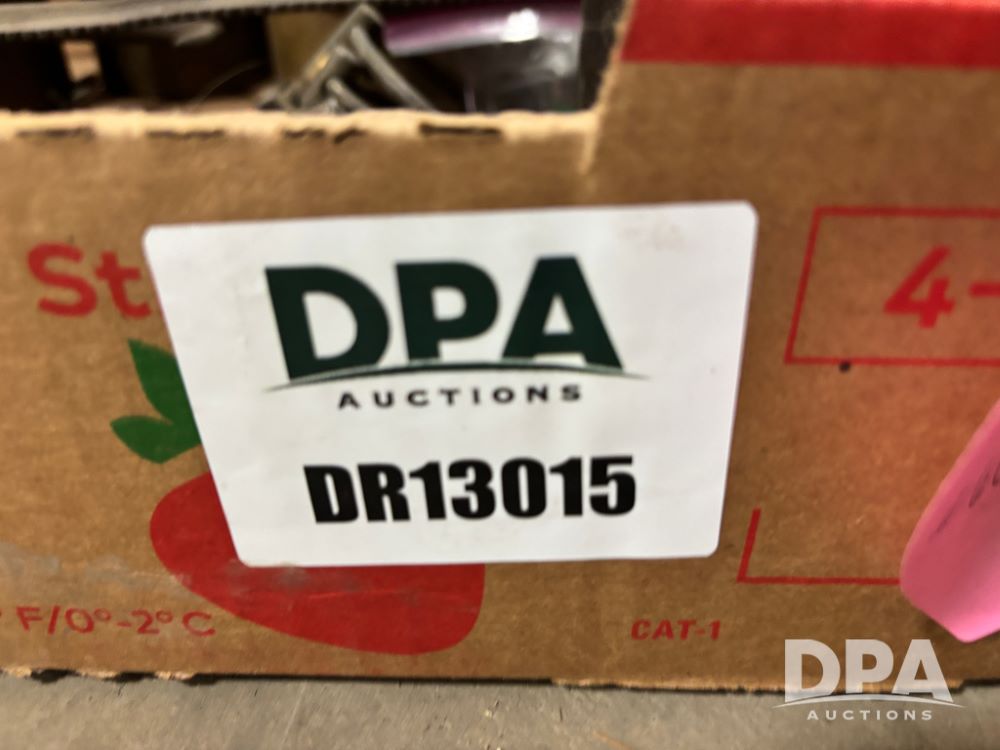 St
4-
DPA
AUCTIONS
DR13015
F/0°-2°C
CAT-1
DPA
AUCTIONS